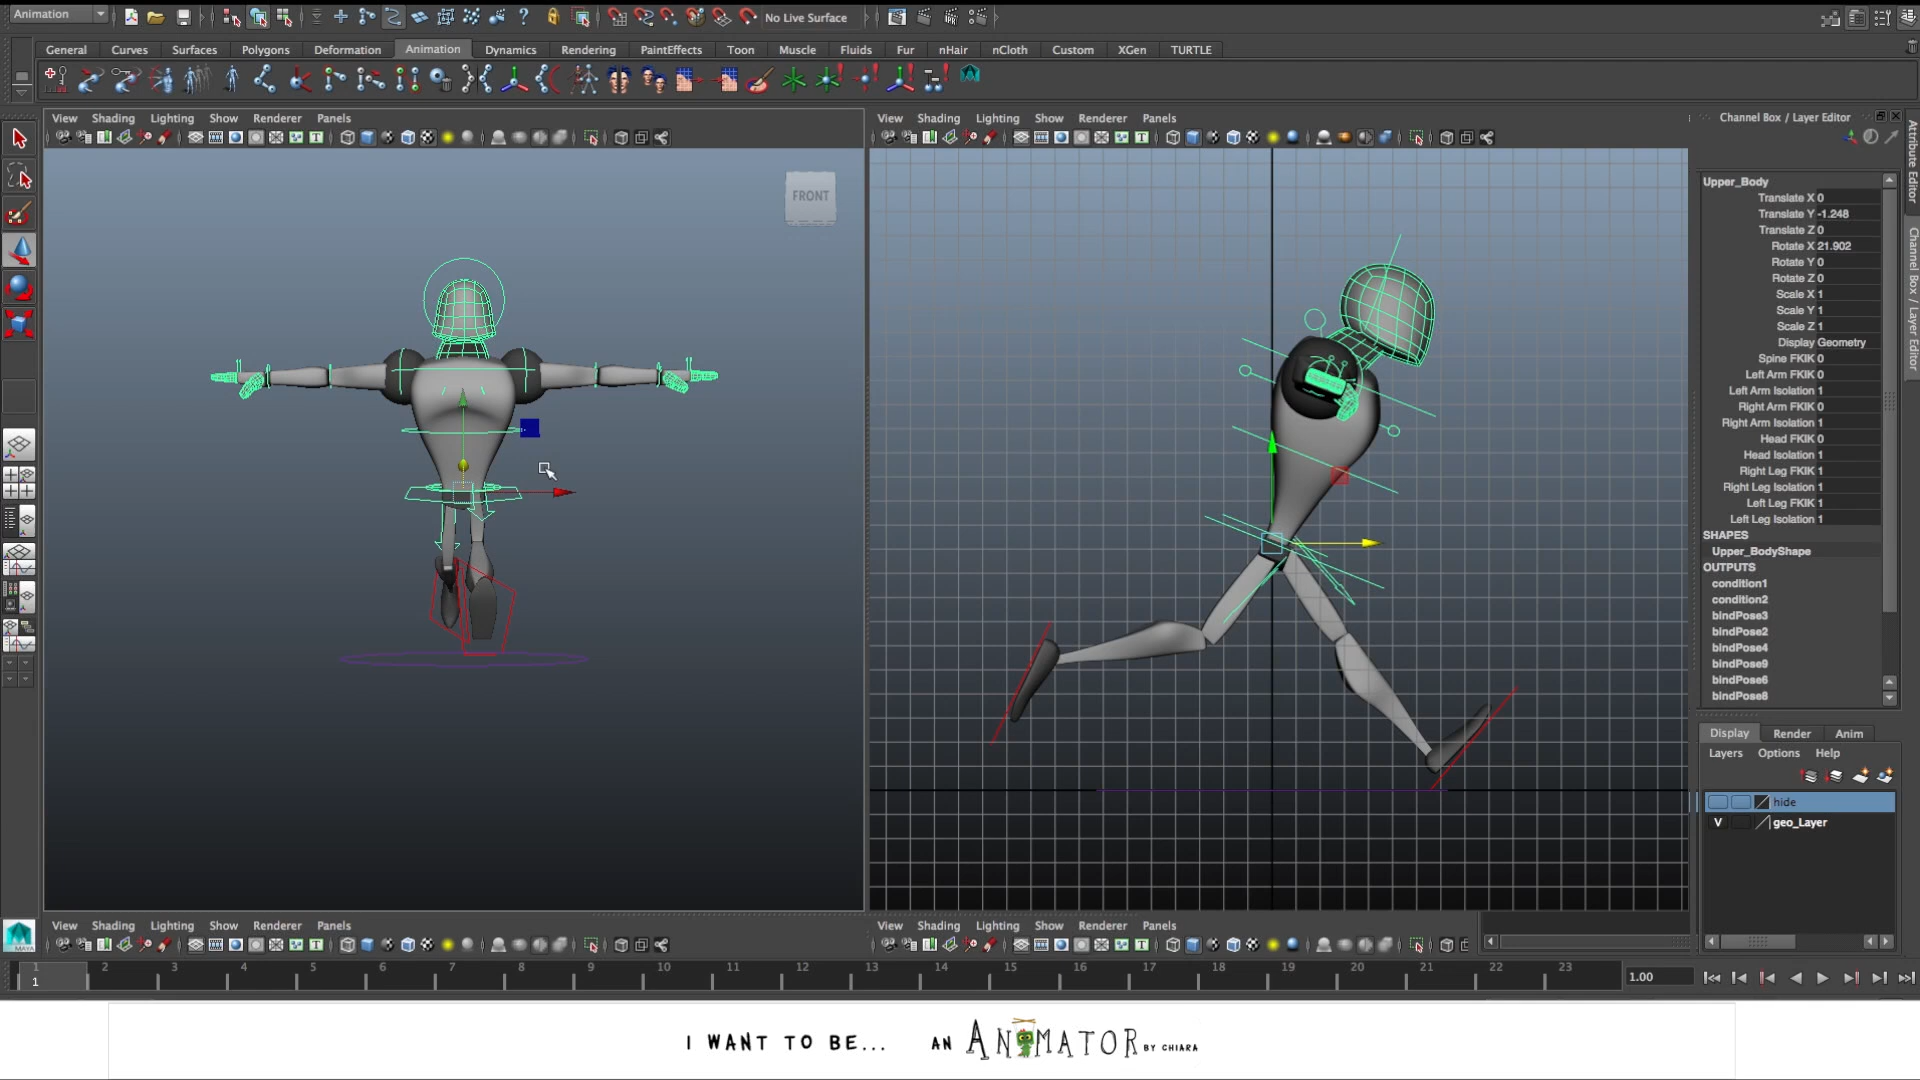 Animation
No Live Surface
General Curves Surfaces Polygons Deformation Animation Dynamics Rendering PaintEffects Toon Muscle Fluids Fur nHair nCloth Custom XGen TURTLE
View Shading Lighting Show Renderer Panels
View Shading Lighting Show Renderer Panels
FRONT
Channel Box / Layer Editor
Attribute Editor
Channel Box / Layer Editor
Upper_Body
Translate X 0
Translate Y -1.248
Translate Z 0
Rotate X 21.902
Rotate Y 0
Rotate Z 0
Scale X 1
Scale Y 1
Scale Z 1
Display Geometry
Spine FKIK 0
Left Arm FKIK 0
Left Arm Isolation 1
Right Arm FKIK 0
Right Arm Isolation 1
Head FKIK 0
Head Isolation 1
Right Leg FKIK 1
Right Leg Isolation 1
Left Leg FKIK 1
Left Leg Isolation 1
SHAPES
Upper_BodyShape
OUTPUTS
condition1
condition2
bindPose3
bindPose2
bindPose4
bindPose9
bindPose6
bindPose8
Display Render Anim
Layers Options Help
hide
V geo_Layer
View Shading Lighting Show Renderer Panels
View Shading Lighting Show Renderer Panels
MAYA
1 2 3 4 5 6 7 8 9 10 11 12 13 14 15 16 17 18 19 20 21 22 23
1
1.00
I WANT TO BE... AN ANIMATOR BY CHIARA